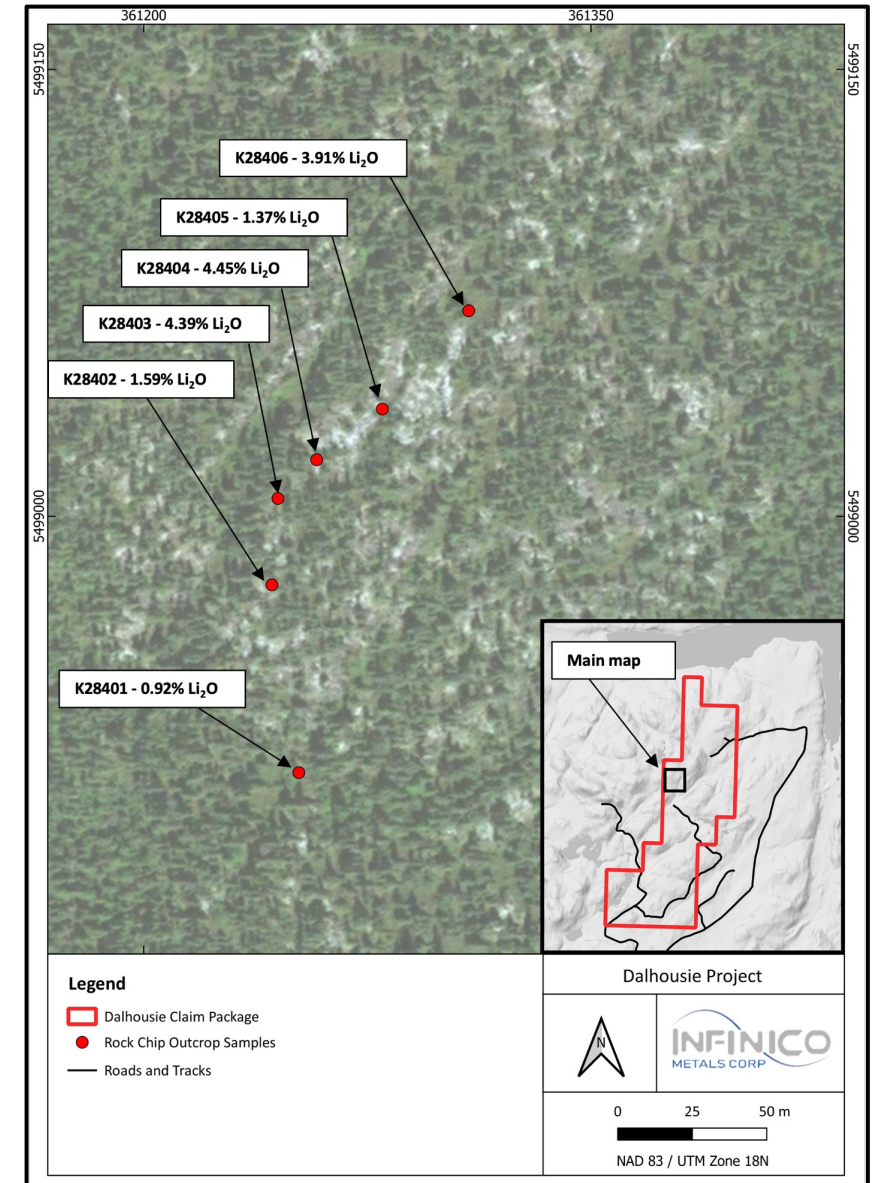 361200 361350
5499150 5499150
K28406 - 3.91% Li₂O
K28405 - 1.37% Li₂O
K28404 - 4.45% Li₂O
K28403 - 4.39% Li₂O
K28402 - 1.59% Li₂O
5499000 5499000
K28401 - 0.92% Li₂O
Main map
Legend
Dalhousie Claim Package
Rock Chip Outcrop Samples
Roads and Tracks
Dalhousie Project
N
INFINICO
METALS CORP
0 25 50 m
NAD 83 / UTM Zone 18N